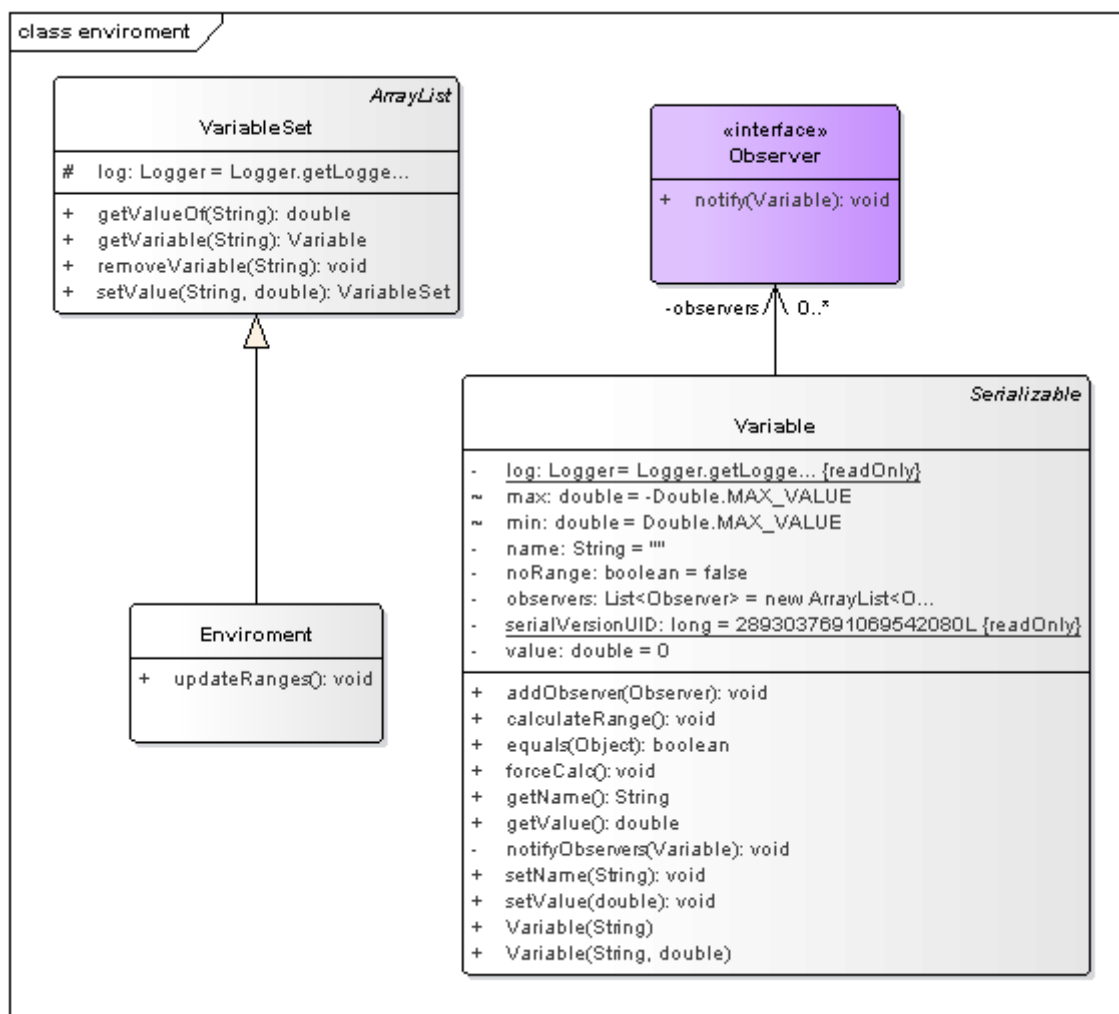 class enviroment
ArrayList
VariableSet
# log: Logger = Logger.getLogge...
+ getValueOf(String): double
+ getVariable(String): Variable
+ removeVariable(String): void
+ setValue(String, double): VariableSet
«interface»
Observer
+ notify(Variable): void
-observers 0..*
Serializable
Variable
- log: Logger = Logger.getLogge... {readOnly}
~ max: double = -Double.MAX_VALUE
~ min: double = Double.MAX_VALUE
- name: String = ""
- noRange: boolean = false
- observers: List<Observer> = new ArrayList<O...
- serialVersionUID: long = 2893037691069542080L {readOnly}
- value: double = 0
+ addObserver(Observer): void
+ calculateRange(): void
+ equals(Object): boolean
+ forceCalc(): void
+ getName(): String
+ getValue(): double
- notifyObservers(Variable): void
+ setName(String): void
+ setValue(double): void
+ Variable(String)
+ Variable(String, double)
Enviroment
+ updateRanges(): void